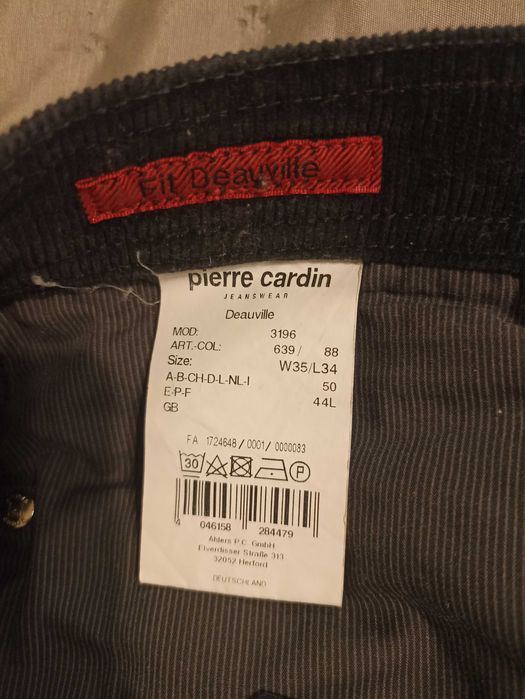 Fit Deauville
pierre cardin
JEANSWEAR
Deauville
MOD: 3196
ART.-COL: 639 / 88
Size: W35/L34
A-B-CH-D-L-NL-I 50
E-P-F 44L
GB
FA 1724648 / 0001 / 0000083
30 P
4 046158 284479
Ahlers P.C. GmbH
Elverdisser Straße 313
32052 Herford
DEUTSCHLAND